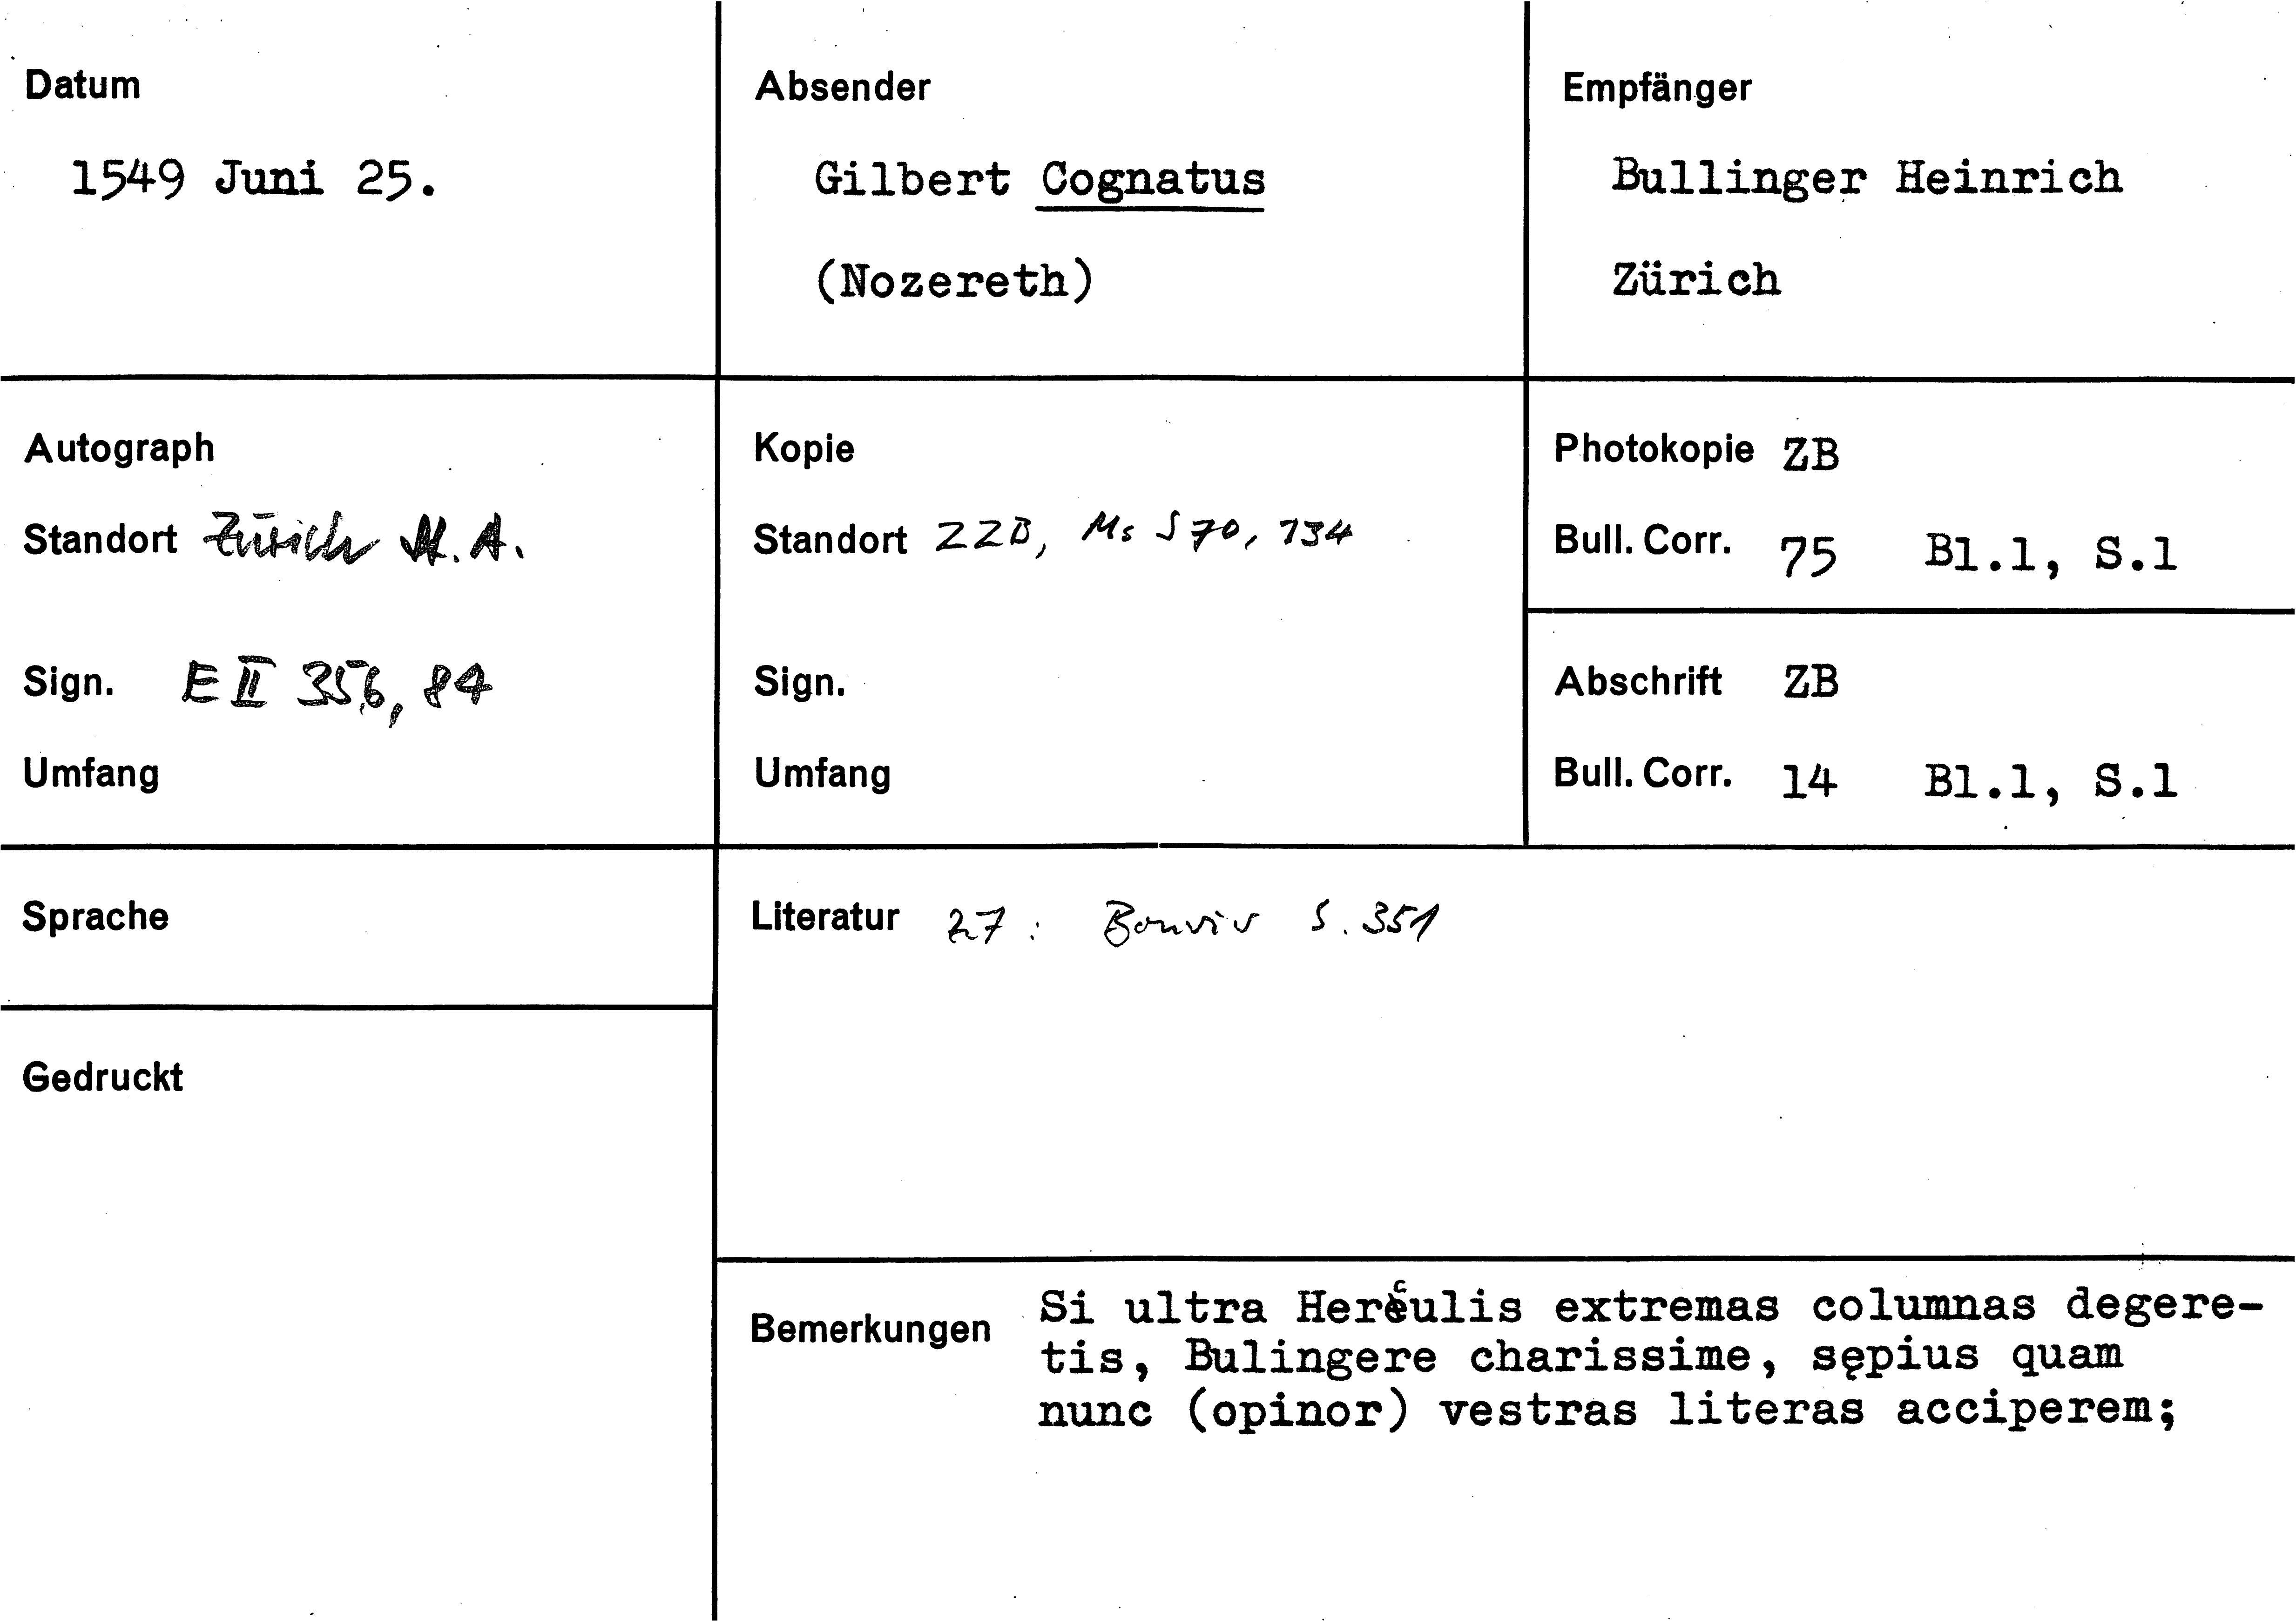 Datum
1549 Juni 25.
Absender
Gilbert Cognatus
(Nozereth)
Empfänger
Bullinger Heinrich
Zürich
Autograph
Standort Zürich St.A.
Sign. E II 356, 84
Umfang
Kopie
Standort ZZB, Ms S 70, 134
Sign.
Umfang
Photokopie ZB
Bull. Corr. 75 Bl.1, S.1
Abschrift ZB
Bull. Corr. 14 Bl.1, S.1
Sprache
Gedruckt
Literatur 27: Bonviv S. 351
Bemerkungen
Si ultra Herculis extremas columnas degere-
tis, Bulingere charissime, sępius quam
nunc (opinor) vestras literas acciperem;